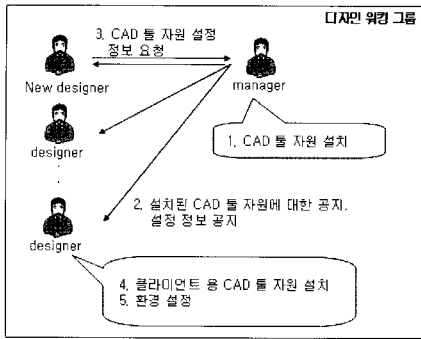 디자인 워킹 그룹
3. CAD 툴 자원 설정
정보 요청
New designer
manager
1. CAD 툴 자원 설치
designer
2. 설치된 CAD 툴 자원에 대한 공지,
설정 정보 공지
designer
4. 클라이언트 용 CAD 툴 자원 설치
5. 환경 설정